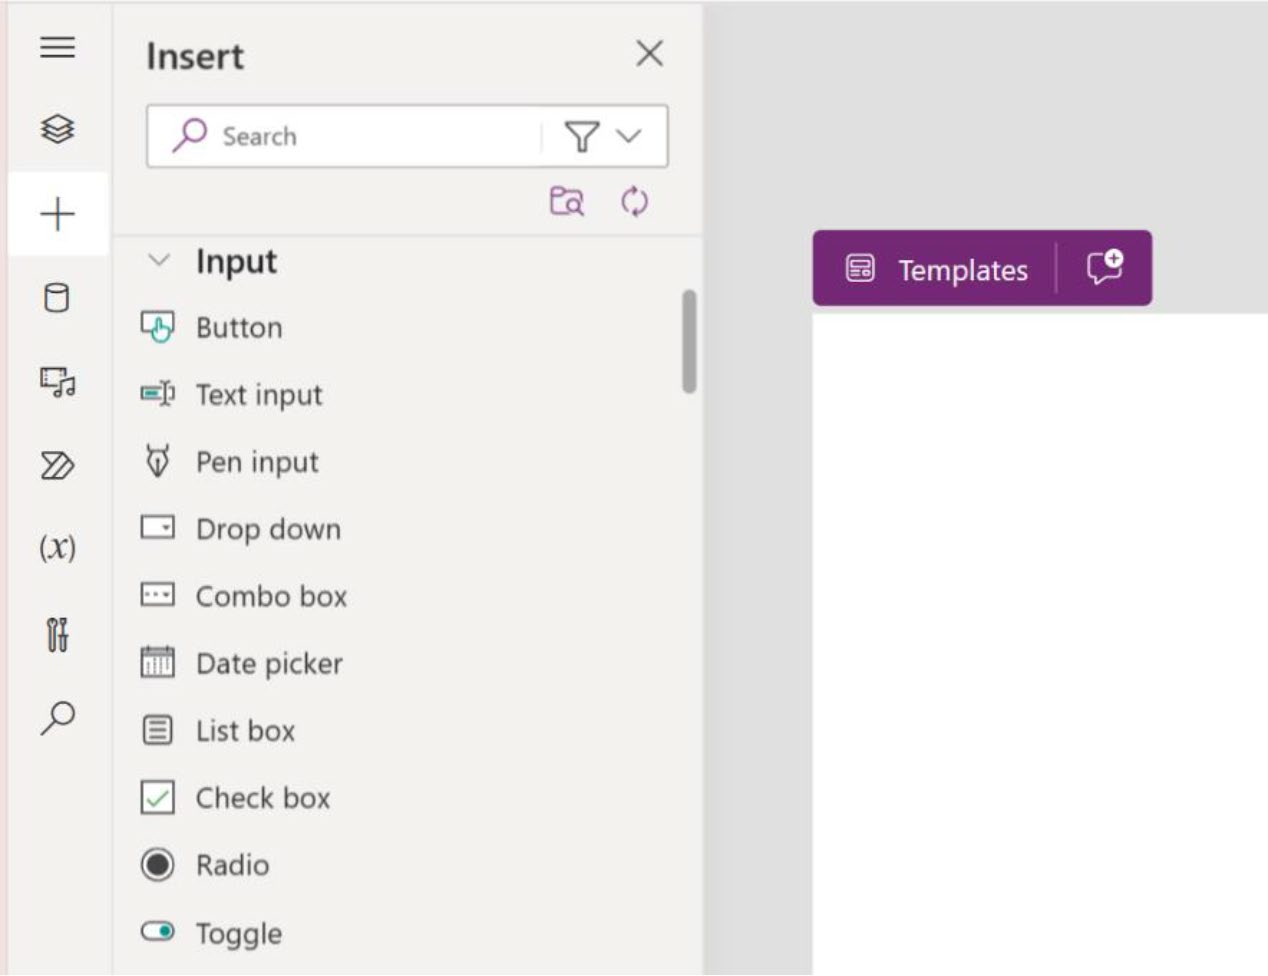 Insert
Search
Input
Button
Text input
Pen input
Drop down
Combo box
Date picker
List box
Check box
Radio
Toggle
(x)
Templates